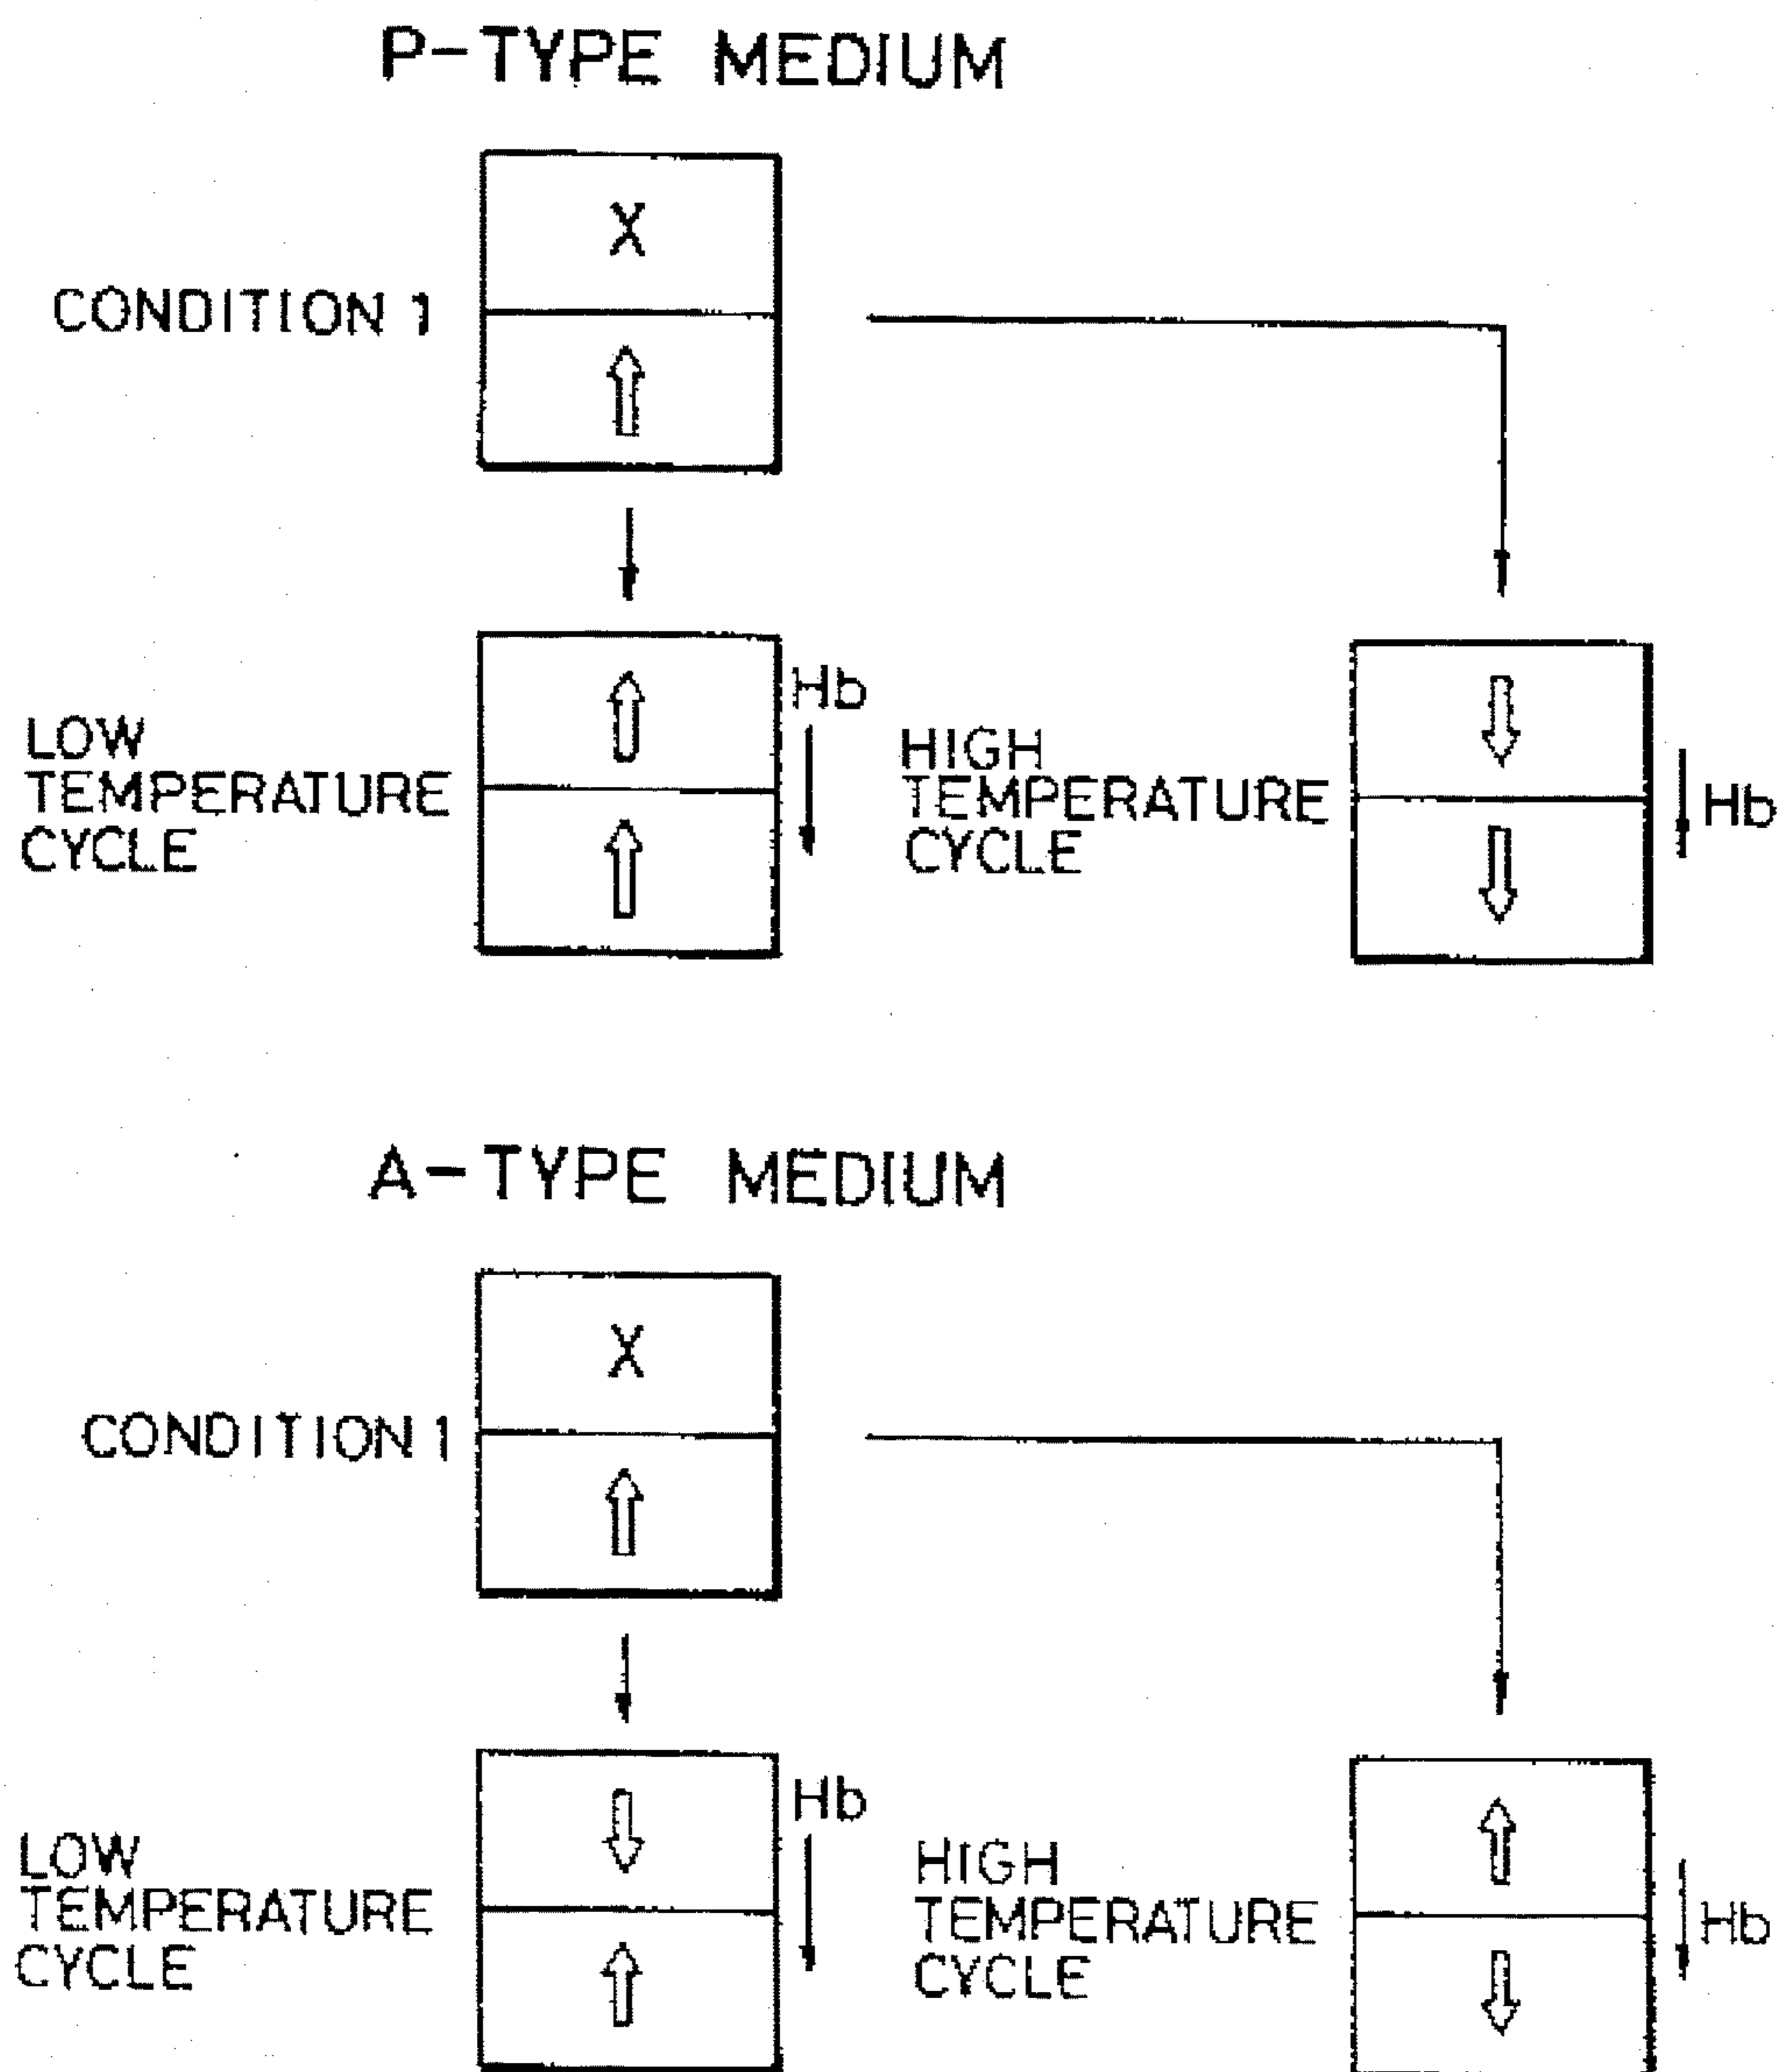 P-TYPE MEDIUM
X
CONDITION 1
Hb
LOW
TEMPERATURE
CYCLE
HIGH
TEMPERATURE
CYCLE
Hb
A-TYPE MEDIUM
X
CONDITION 1
Hb
LOW
TEMPERATURE
CYCLE
HIGH
TEMPERATURE
CYCLE
Hb